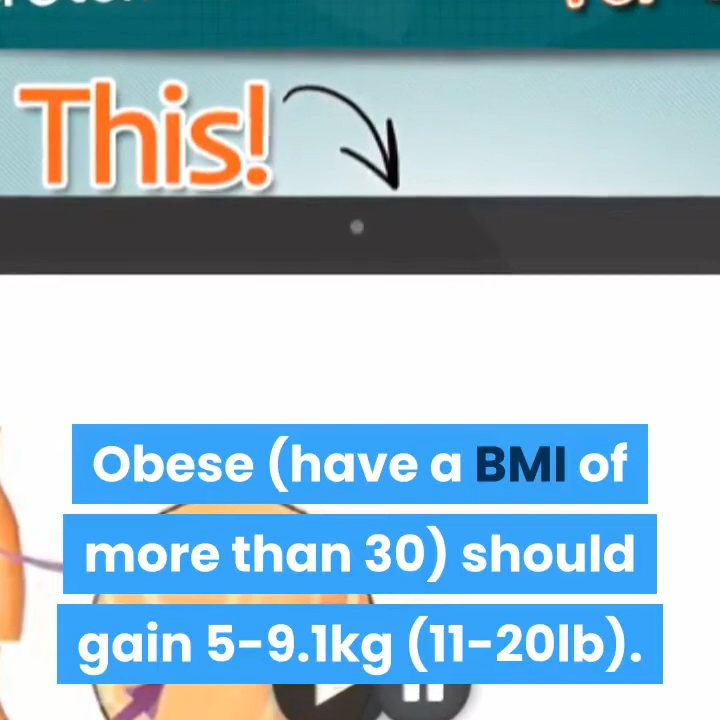 This!
Obese (have a BMI of
more than 30) should
gain 5-9.1kg (11-20lb).